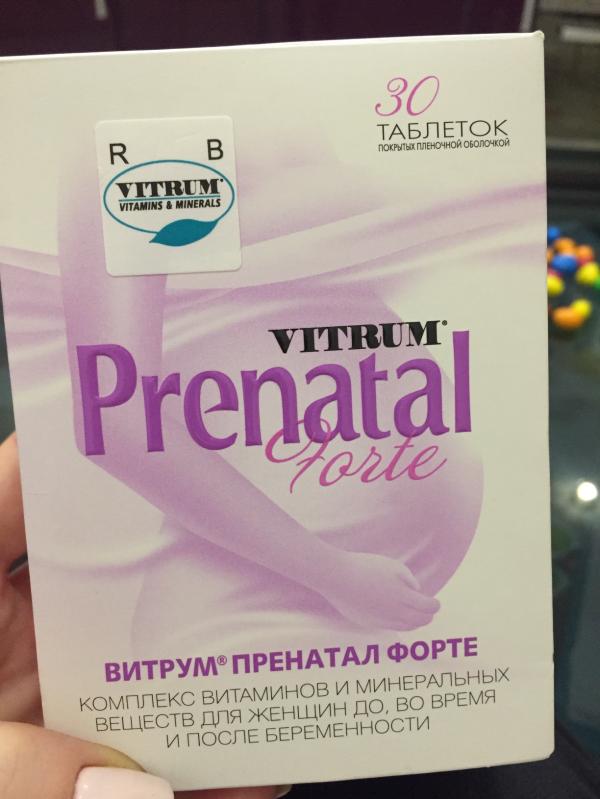 30
ТАБЛЕТОК
ПОКРЫТЫХ ПЛЕНОЧНОЙ ОБОЛОЧКОЙ
R B
VITRUM®
VITAMINS & MINERALS
VITRUM®
Prenatal
Forte
ВИТРУМ® ПРЕНАТАЛ ФОРТЕ
КОМПЛЕКС ВИТАМИНОВ И МИНЕРАЛЬНЫХ
ВЕЩЕСТВ ДЛЯ ЖЕНЩИН ДО, ВО ВРЕМЯ
И ПОСЛЕ БЕРЕМЕННОСТИ